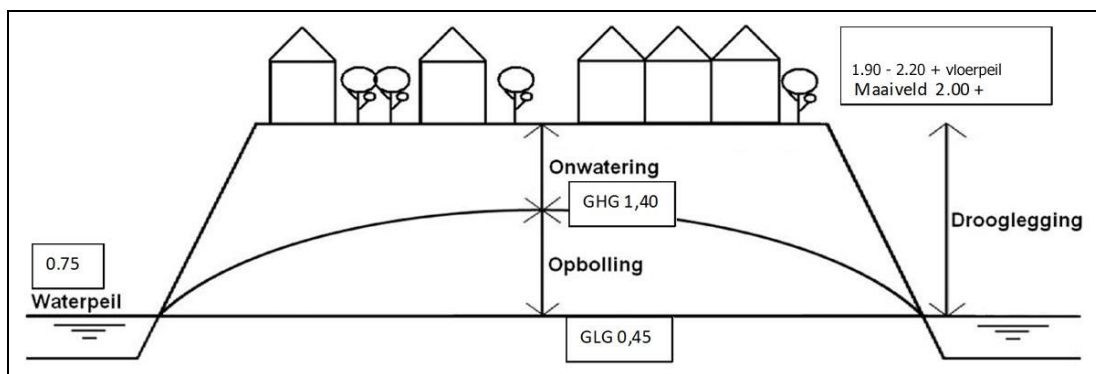 1.90 - 2.20 + vloerpeil
Maaiveld 2.00 +
Onwatering
GHG 1,40
Drooglegging
0.75
Opbolling
Waterpeil
GLG 0,45